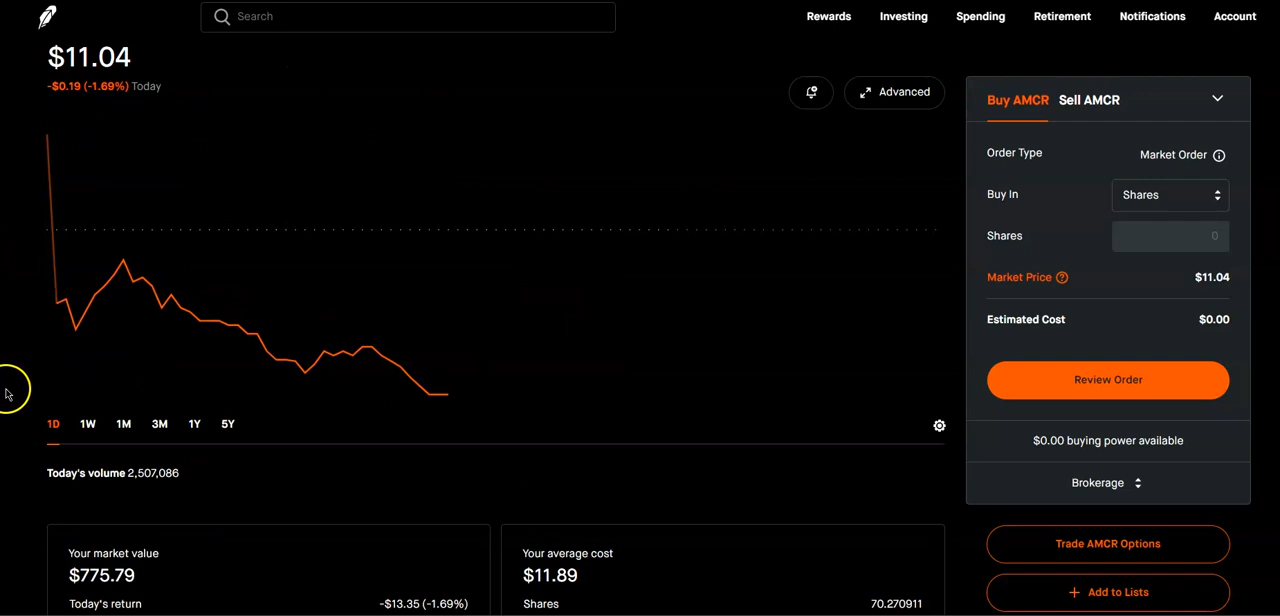 Search
Rewards
Investing
Spending
Retirement
Notifications
Account
$11.04
-$0.19 (-1.69%) Today
Advanced
Buy AMCR
Sell AMCR
Order Type
Market Order
Buy In
Shares
Shares
0
Market Price
$11.04
Estimated Cost
$0.00
Review Order
$0.00 buying power available
Brokerage
1D
1W
1M
3M
1Y
5Y
Today's volume 2,507,086
Your market value
$775.79
Today's return
-$13.35 (-1.69%)
Your average cost
$11.89
Shares
70.270911
Trade AMCR Options
+ Add to Lists